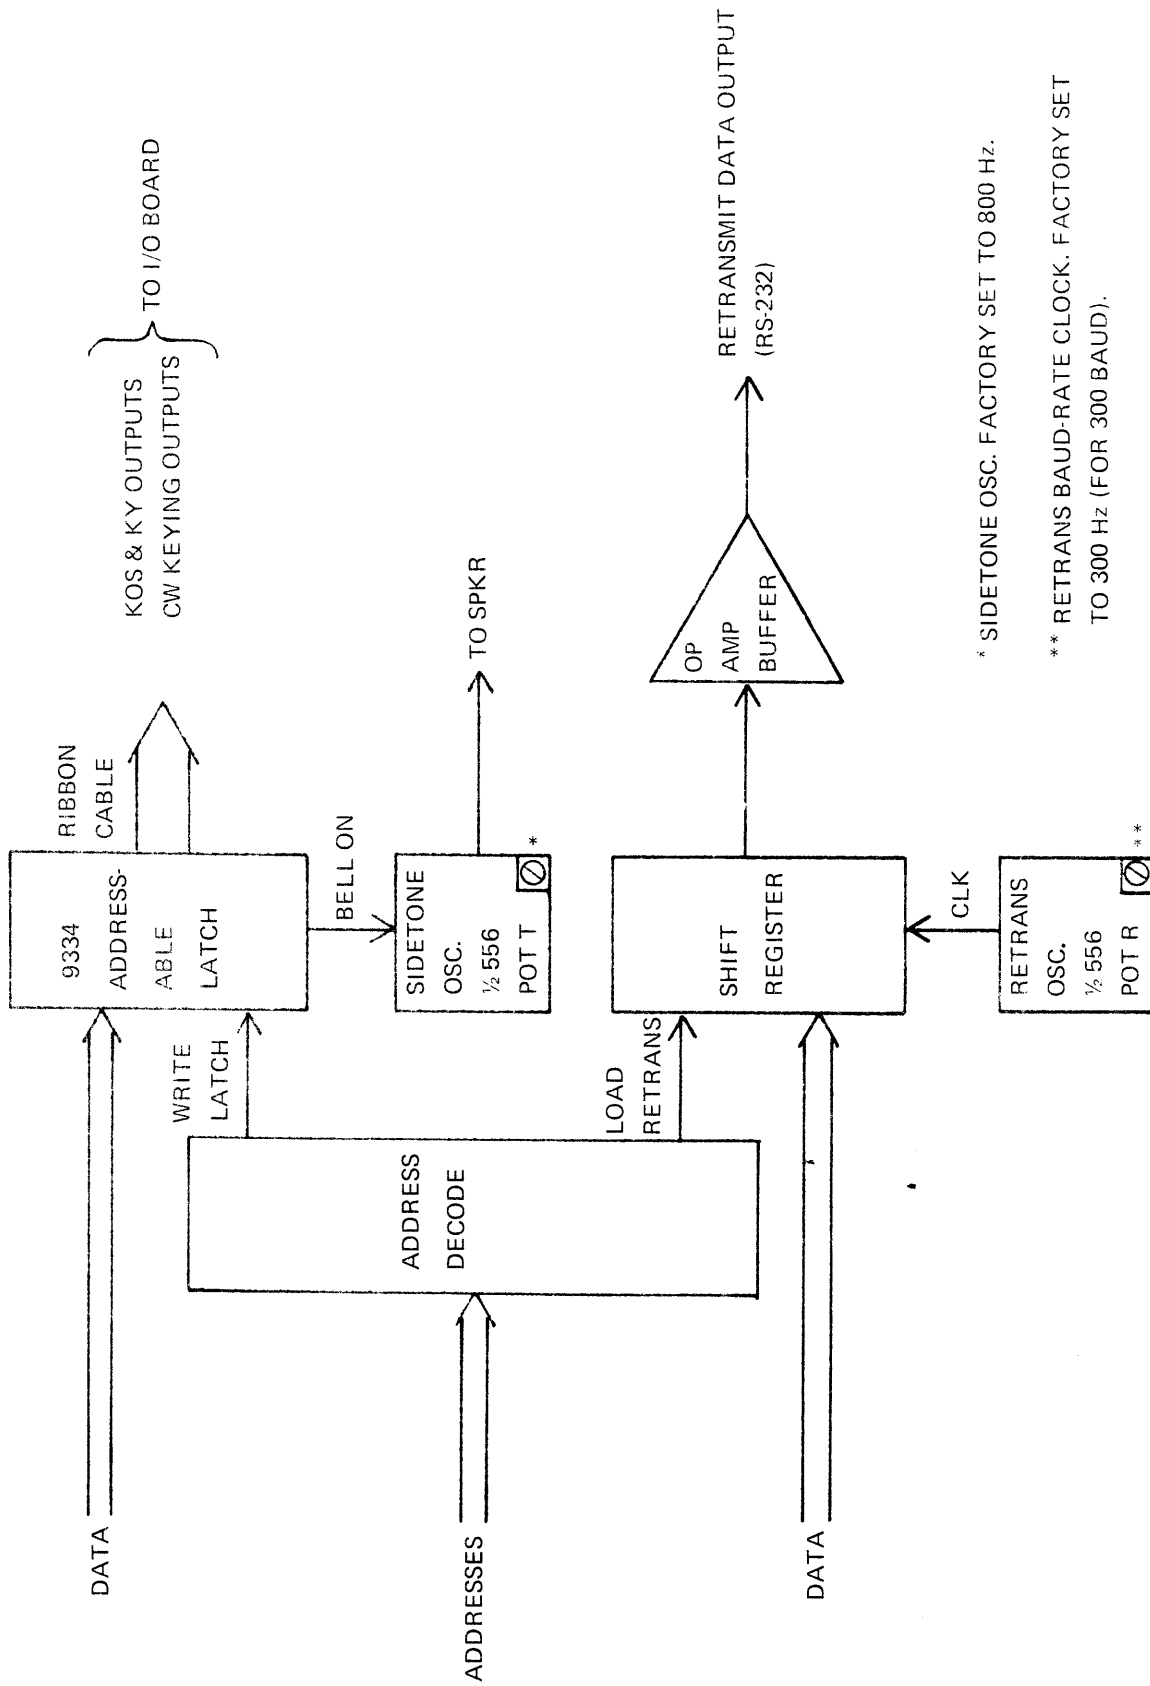 DATA
WRITE
LATCH
9334
ADDRESS-
ABLE
LATCH
RIBBON
CABLE
KOS & KY OUTPUTS
CW KEYING OUTPUTS
TO I/O BOARD
BELL ON
ADDRESSES
ADDRESS
DECODE
SIDETONE
OSC.
½ 556
POT T
*
TO SPKR
LOAD
RETRANS
DATA
SHIFT
REGISTER
OP
AMP
BUFFER
RETRANSMIT DATA OUTPUT
(RS-232)
CLK
RETRANS
OSC.
½ 556
POT R
**
* SIDETONE OSC. FACTORY SET TO 800 Hz.
** RETRANS BAUD-RATE CLOCK. FACTORY SET
TO 300 Hz (FOR 300 BAUD).